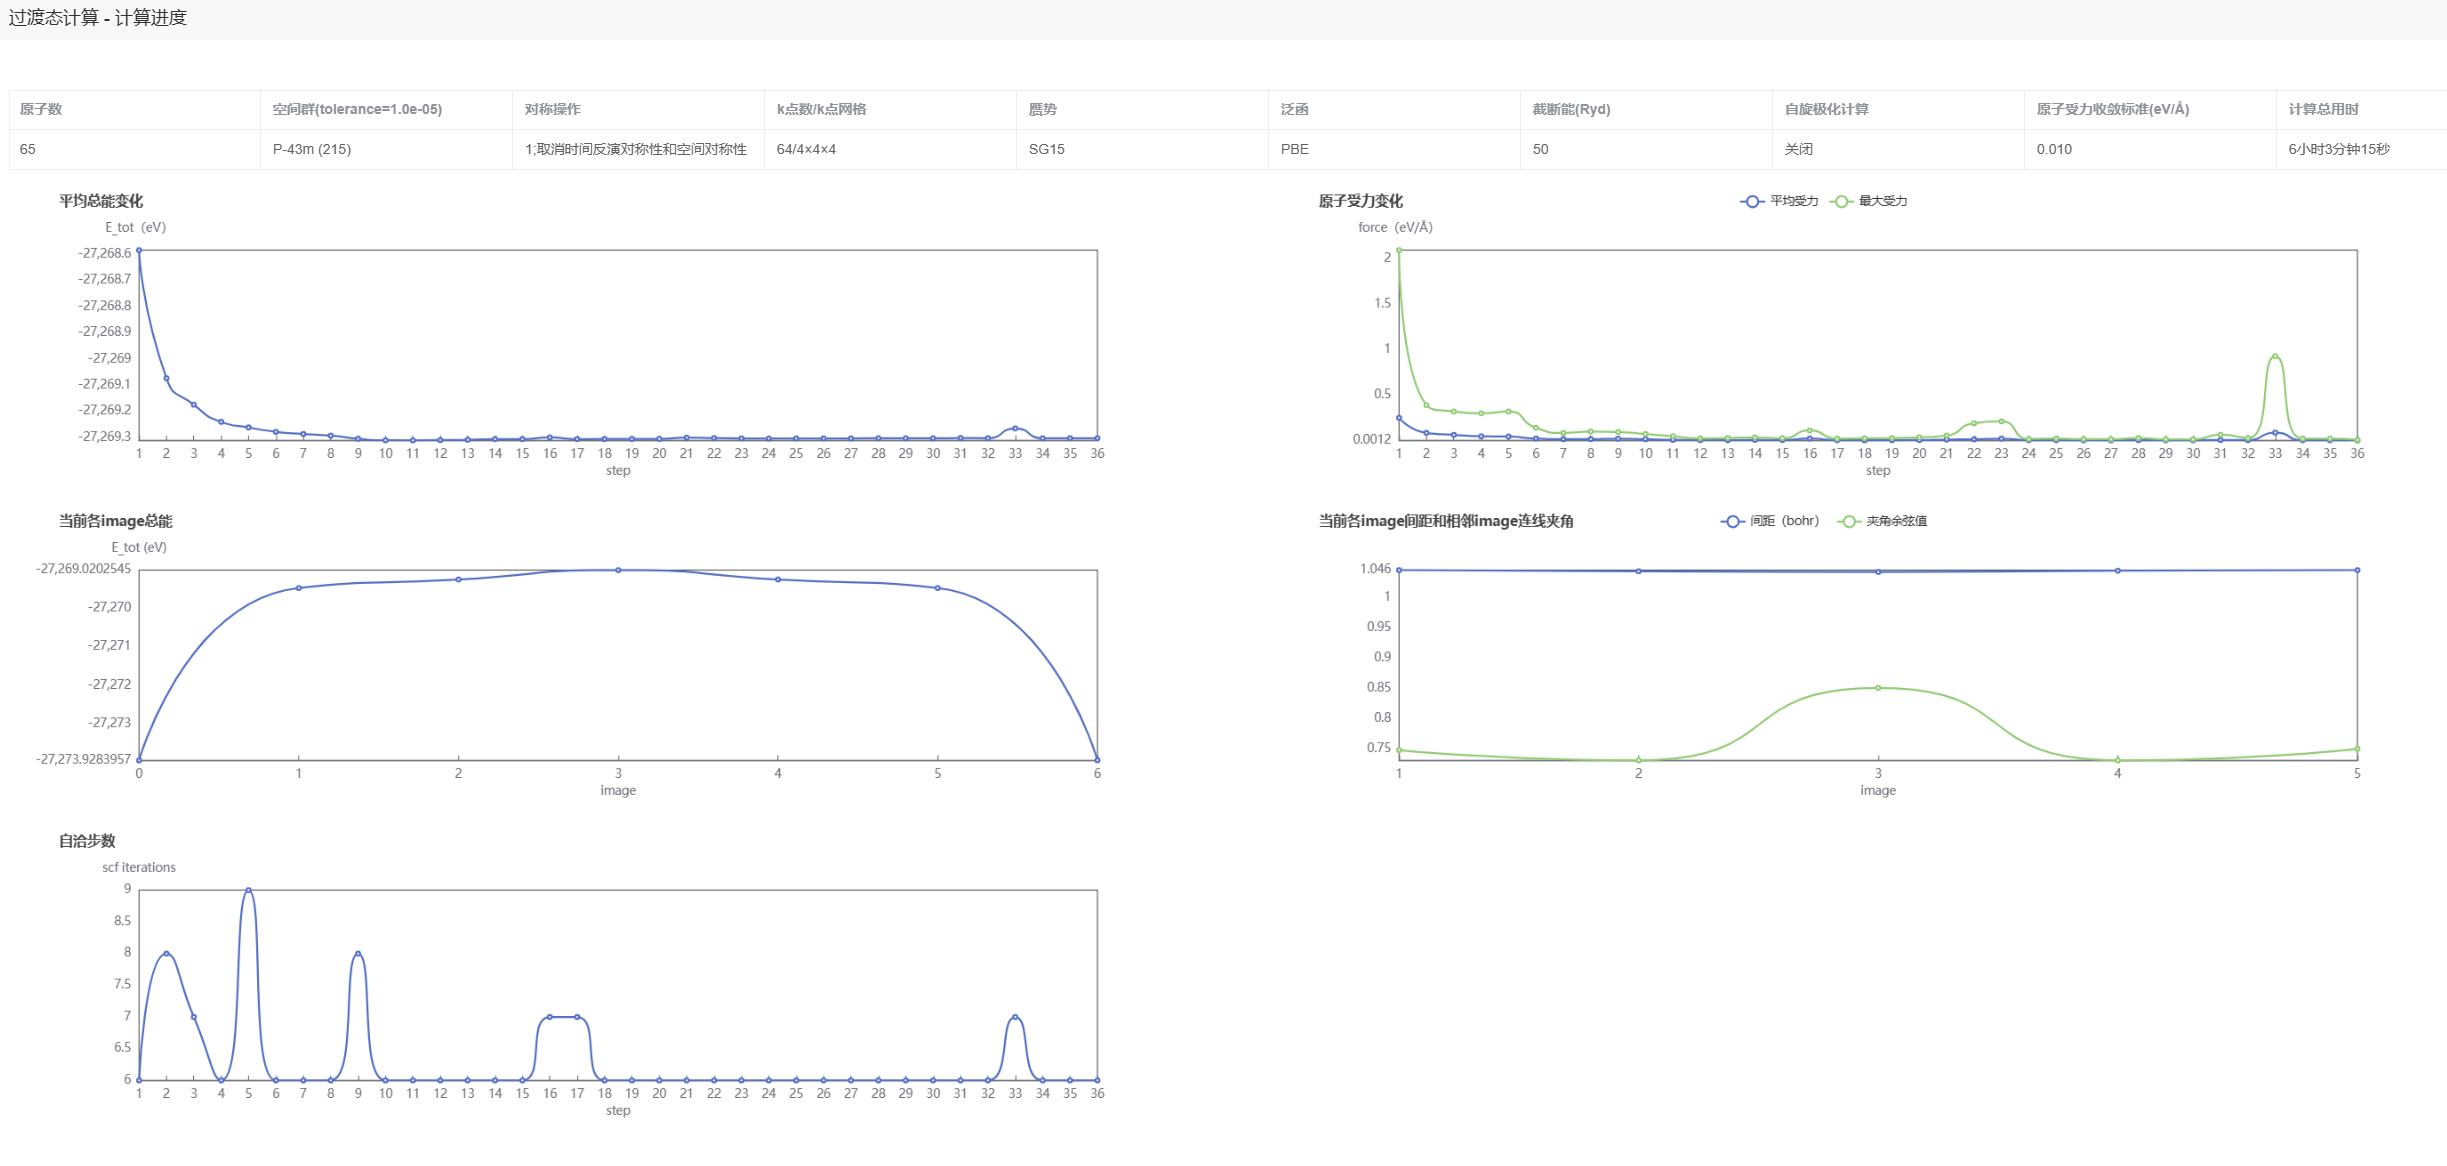 过渡态计算 - 计算进度
原子数 空间群(tolerance=1.0e-05) 对称操作 k点数/k点网格 赝势 泛函 截断能(Ryd) 自旋极化计算 原子受力收敛标准(eV/Å) 计算总用时
65 P-43m (215) 1;取消时间反演对称性和空间对称性 64/4×4×4 SG15 PBE 50 关闭 0.010 6小时3分钟15秒
平均总能变化
E_tot（eV）
-27,268.6
-27,268.7
-27,268.8
-27,268.9
-27,269
-27,269.1
-27,269.2
-27,269.3
1 2 3 4 5 6 7 8 9 10 11 12 13 14 15 16 17 18 19 20 21 22 23 24 25 26 27 28 29 30 31 32 33 34 35 36
step
原子受力变化 平均受力 最大受力
force（eV/Å）
2
1.5
1
0.5
0.0012
1 2 3 4 5 6 7 8 9 10 11 12 13 14 15 16 17 18 19 20 21 22 23 24 25 26 27 28 29 30 31 32 33 34 35 36
step
当前各image总能
E_tot (eV)
-27,269.0202545
-27,270
-27,271
-27,272
-27,273
-27,273.9283957
0 1 2 3 4 5 6
image
当前各image间距和相邻image连线夹角 间距（bohr） 夹角余弦值
1.046
1
0.95
0.9
0.85
0.8
0.75
1 2 3 4 5
image
自洽步数
scf iterations
9
8.5
8
7.5
7
6.5
6
1 2 3 4 5 6 7 8 9 10 11 12 13 14 15 16 17 18 19 20 21 22 23 24 25 26 27 28 29 30 31 32 33 34 35 36
step